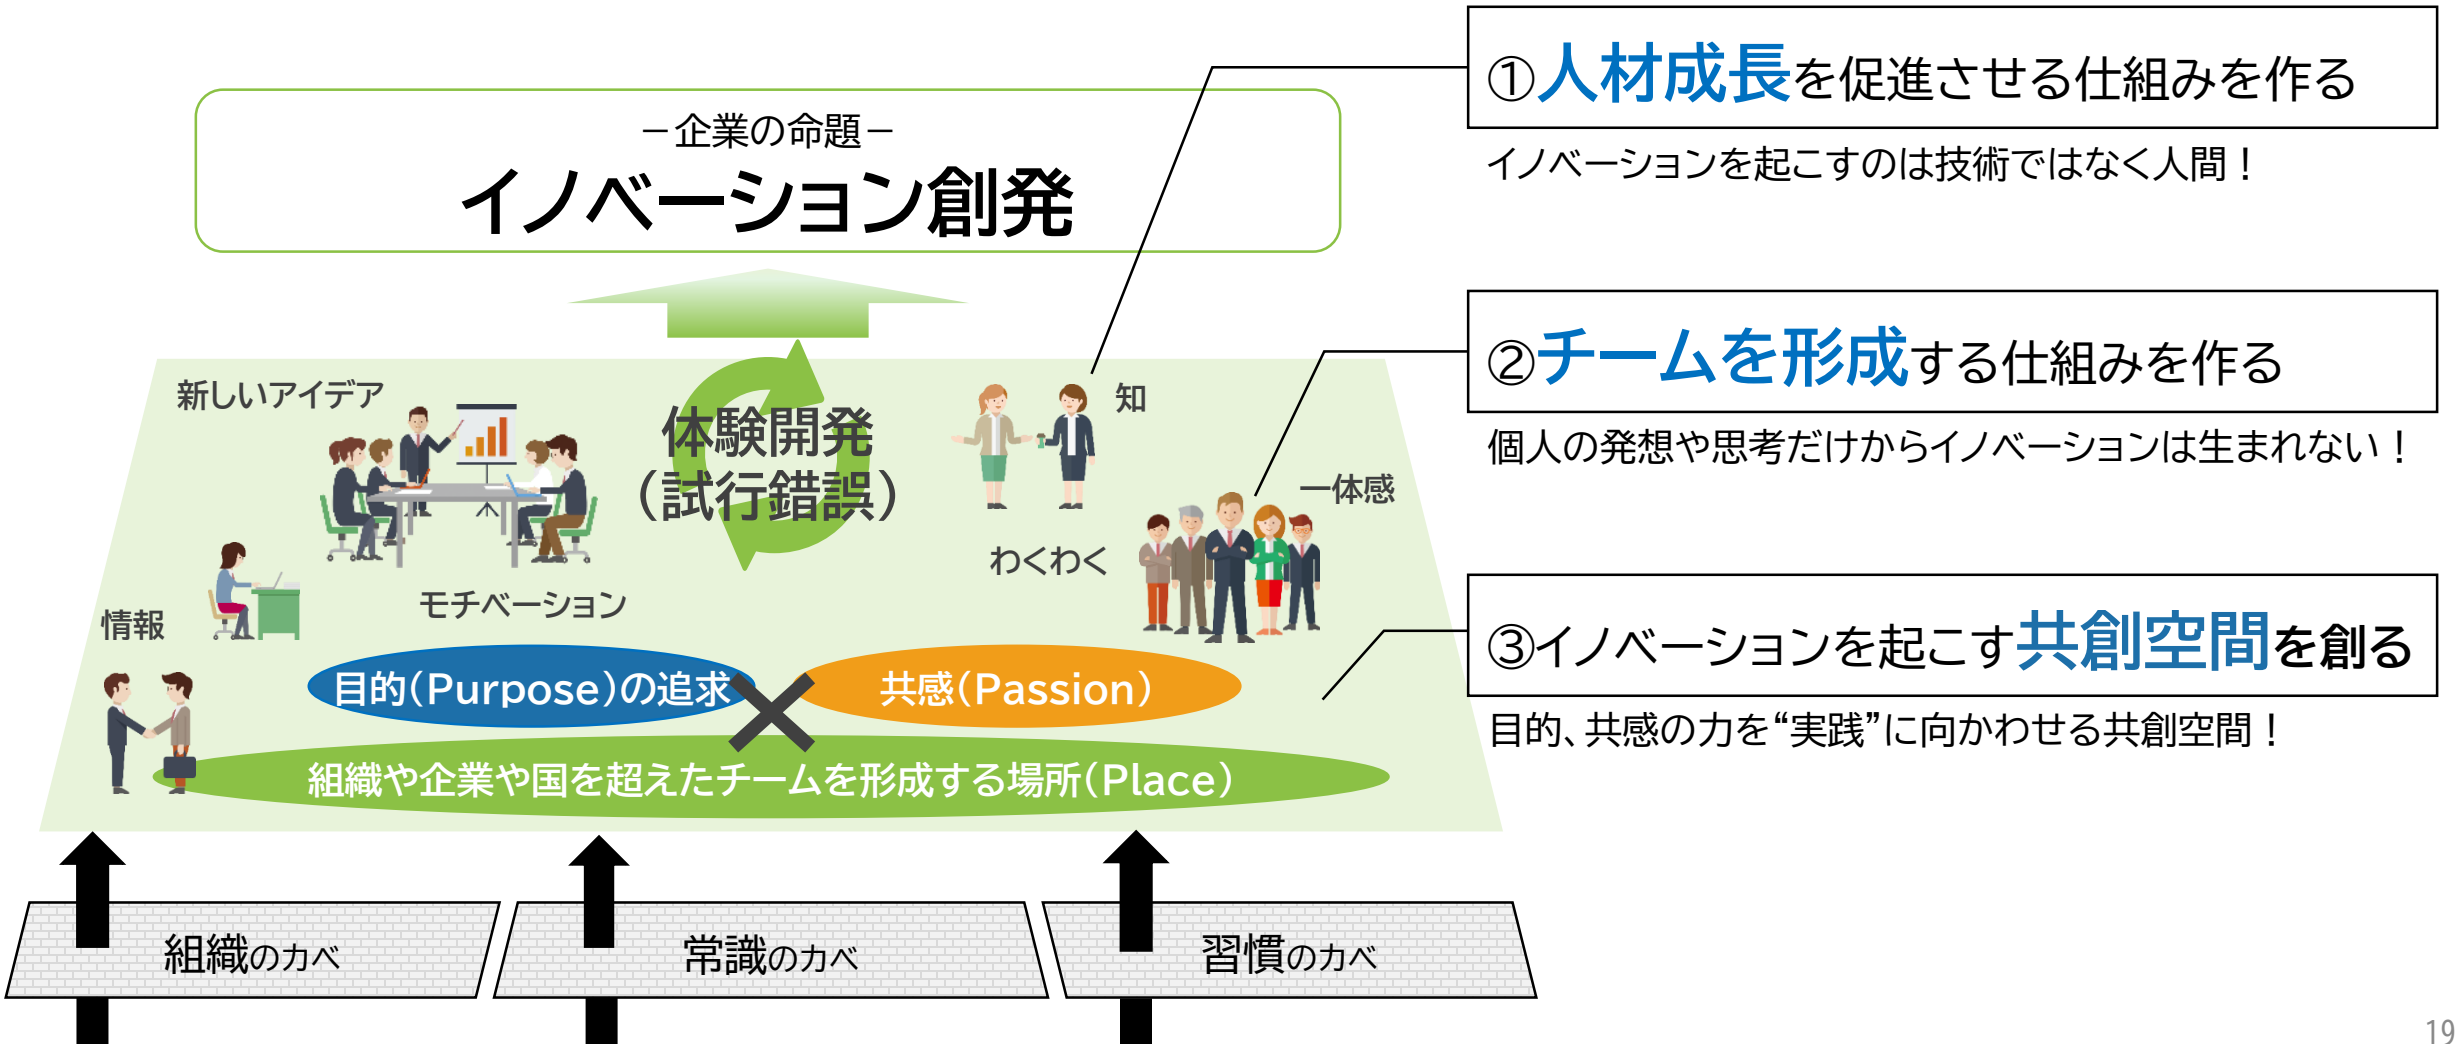 －企業の命題－
イノベーション創発
新しいアイデア
体験開発
（試行錯誤）
知
一体感
わくわく
モチベーション
情報
目的（Purpose）の追求
共感（Passion）
組織や企業や国を超えたチームを形成する場所（Place）
組織のカベ
常識のカベ
習慣のカベ
①人材成長を促進させる仕組みを作る
イノベーションを起こすのは技術ではなく人間！
②チームを形成する仕組みを作る
個人の発想や思考だけからイノベーションは生まれない！
③イノベーションを起こす共創空間を創る
目的、共感の力を“実践”に向かわせる共創空間！
19